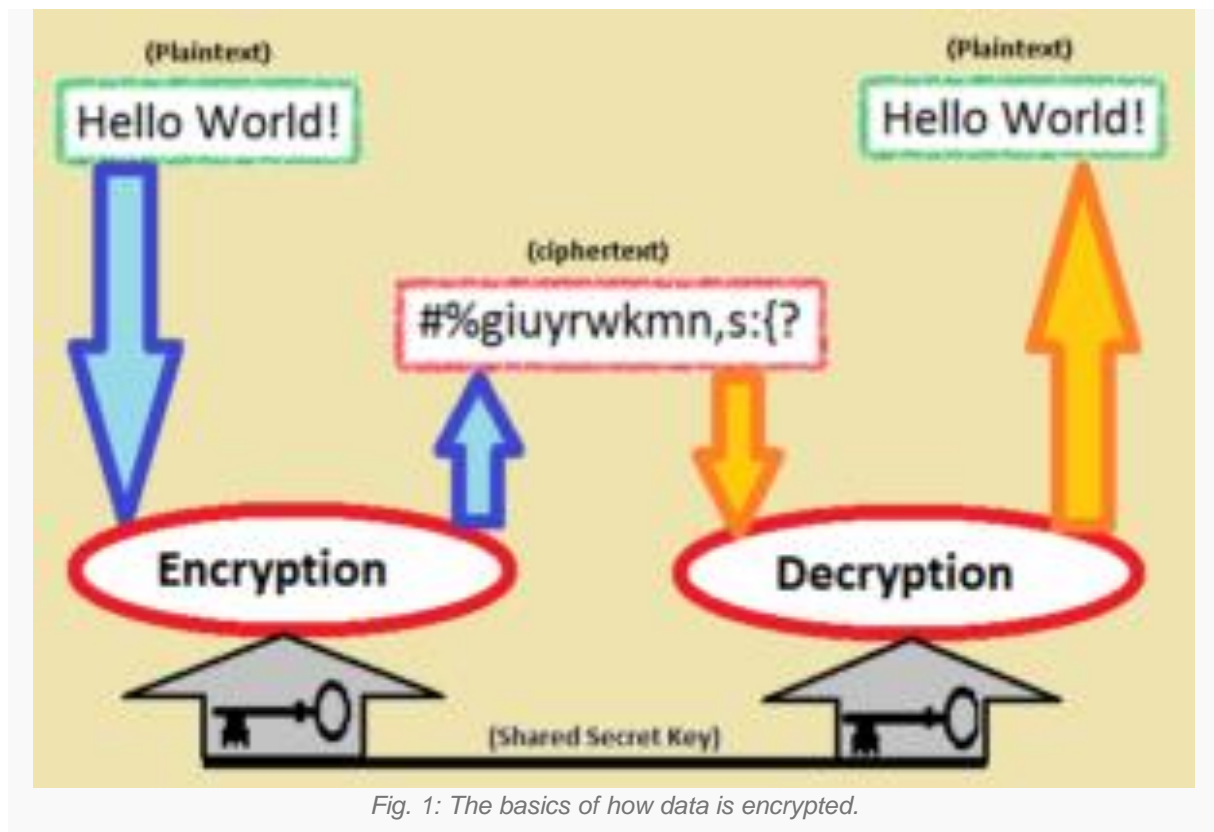 (Plaintext)
Hello World!
(Plaintext)
Hello World!
(ciphertext)
#%giuyrwkmn,s:{?
Encryption
Decryption
(Shared Secret Key)
Fig. 1: The basics of how data is encrypted.